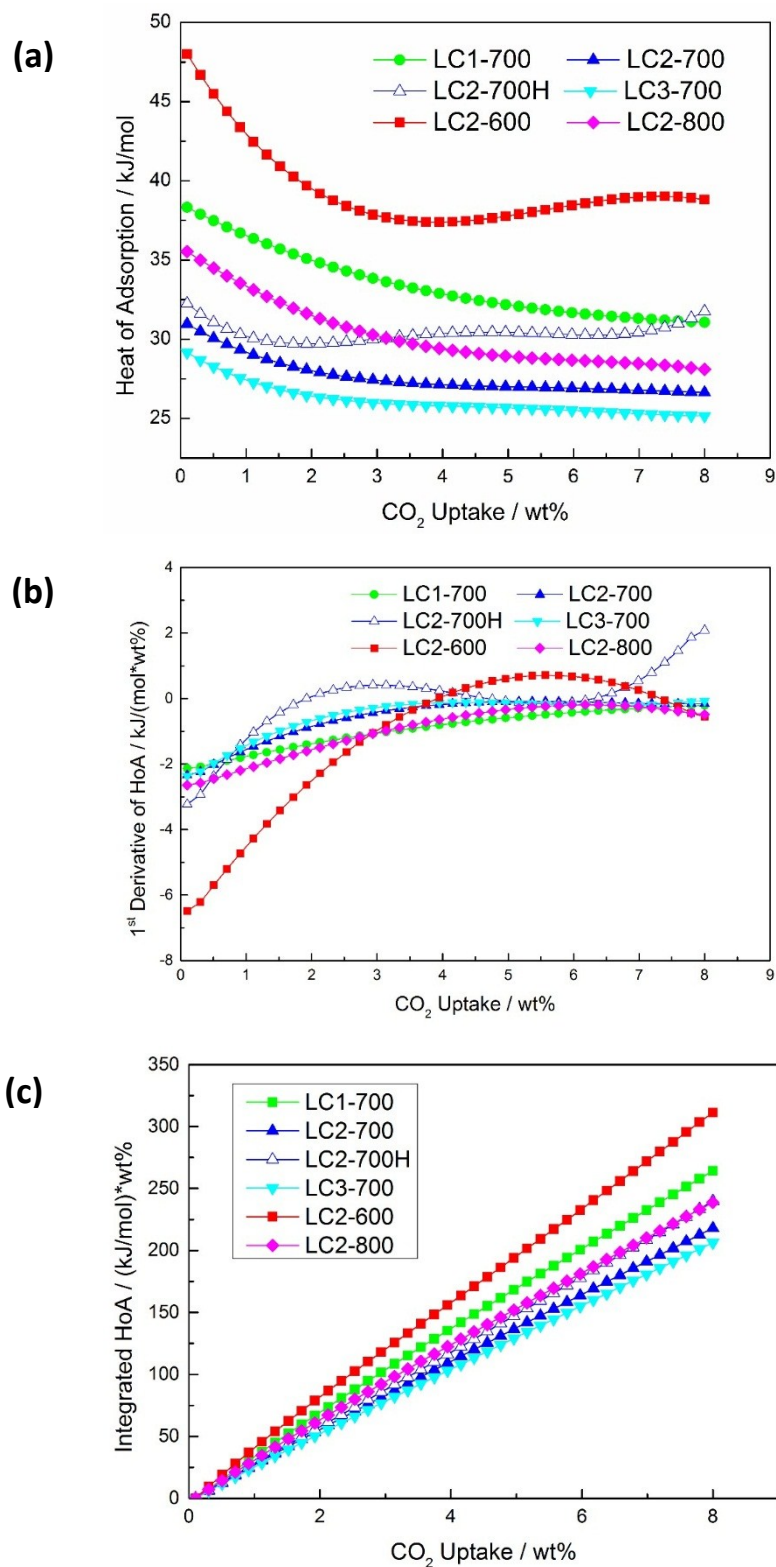 (a)
50
45
40
35
30
25
0 1 2 3 4 5 6 7 8 9
Heat of Adsorption / kJ/mol
CO₂ Uptake / wt%
LC1-700 LC2-700
LC2-700H LC3-700
LC2-600 LC2-800
(b)
4
2
0
-2
-4
-6
-8
0 1 2 3 4 5 6 7 8 9
1ˢᵗ Derivative of HoA / kJ/(mol*wt%)
CO₂ Uptake / wt%
LC1-700 LC2-700
LC2-700H LC3-700
LC2-600 LC2-800
(c)
350
300
250
200
150
100
50
0
0 2 4 6 8
Integrated HoA / (kJ/mol)*wt%
CO₂ Uptake / wt%
LC1-700
LC2-700
LC2-700H
LC3-700
LC2-600
LC2-800